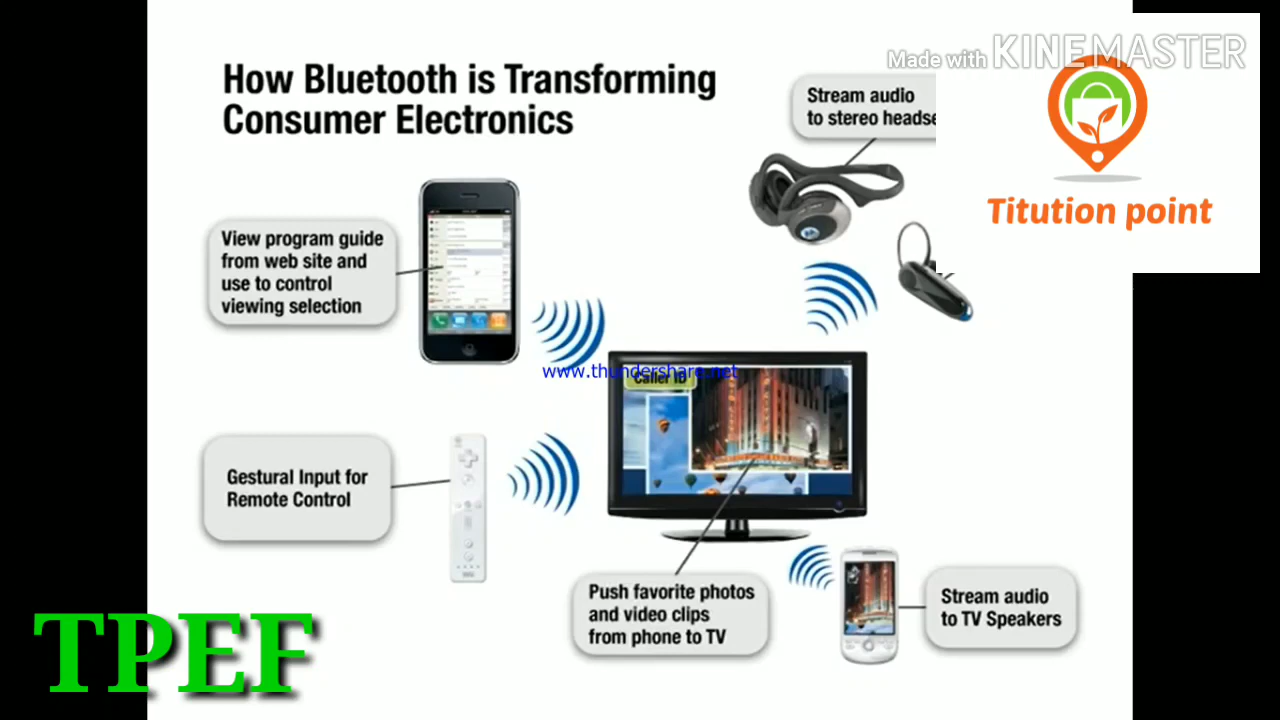 How Bluetooth is Transforming
Consumer Electronics
Made with KINEMASTER
Stream audio
to stereo headse
Titution point
View program guide
from web site and
use to control
viewing selection
www.thundershare.net
Caller ID
Gestural Input for
Remote Control
Push favorite photos
and video clips
from phone to TV
Stream audio
to TV Speakers
TPEF